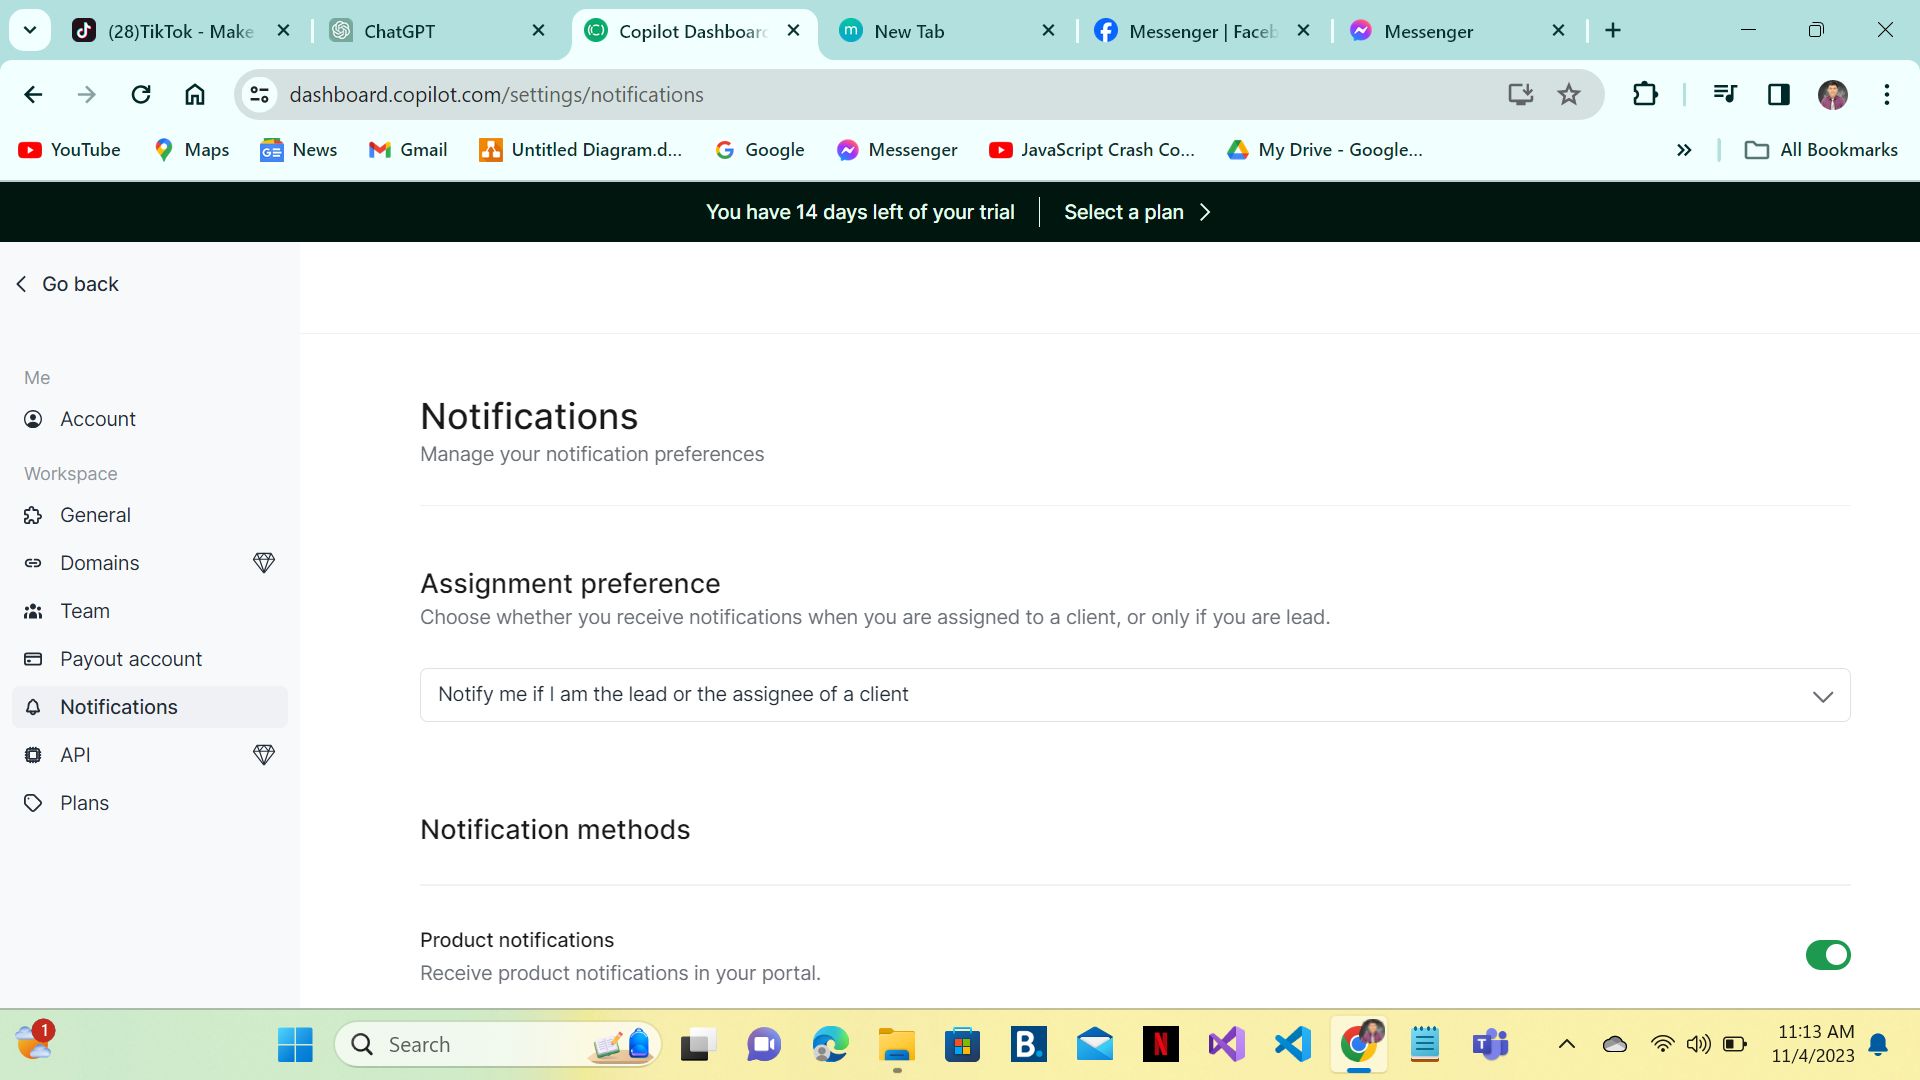 (28)TikTok - Make
ChatGPT
Copilot Dashboard
New Tab
Messenger | Faceb
Messenger
dashboard.copilot.com/settings/notifications
YouTube
Maps
News
Gmail
Untitled Diagram.d...
Google
Messenger
JavaScript Crash Co...
My Drive - Google...
All Bookmarks
You have 14 days left of your trial
Select a plan
Go back
Me
Account
Workspace
General
Domains
Team
Payout account
Notifications
API
Plans
Notifications
Manage your notification preferences
Assignment preference
Choose whether you receive notifications when you are assigned to a client, or only if you are lead.
Notify me if I am the lead or the assignee of a client
Notification methods
Product notifications
Receive product notifications in your portal.
1
Search
11:13 AM
11/4/2023